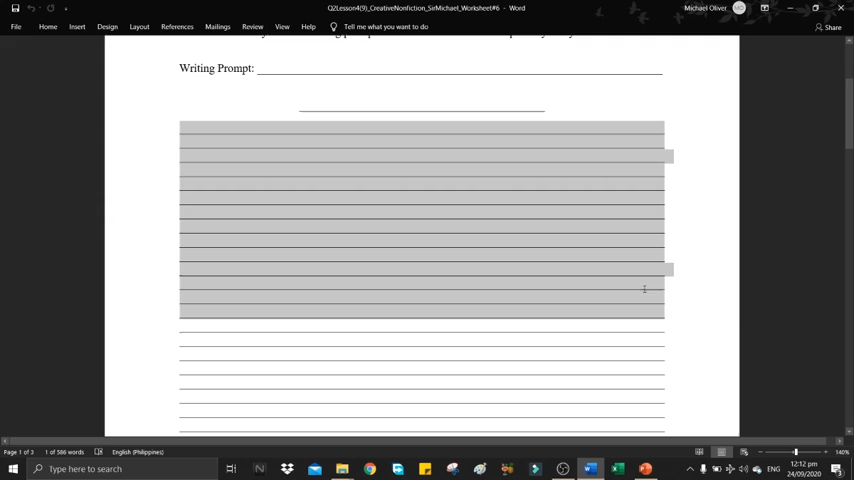 Q2Lesson4(9)_CreativeNonfiction_SirMichael_Worksheet#6 - Word
Michael Oliver
MO
File Home Insert Design Layout References Mailings Review View Help Tell me what you want to do
Share
Writing Prompt:
Page 1 of 3 1 of 586 words English (Philippines)
140%
Type here to search
ENG
12:12 pm
24/09/2020
3